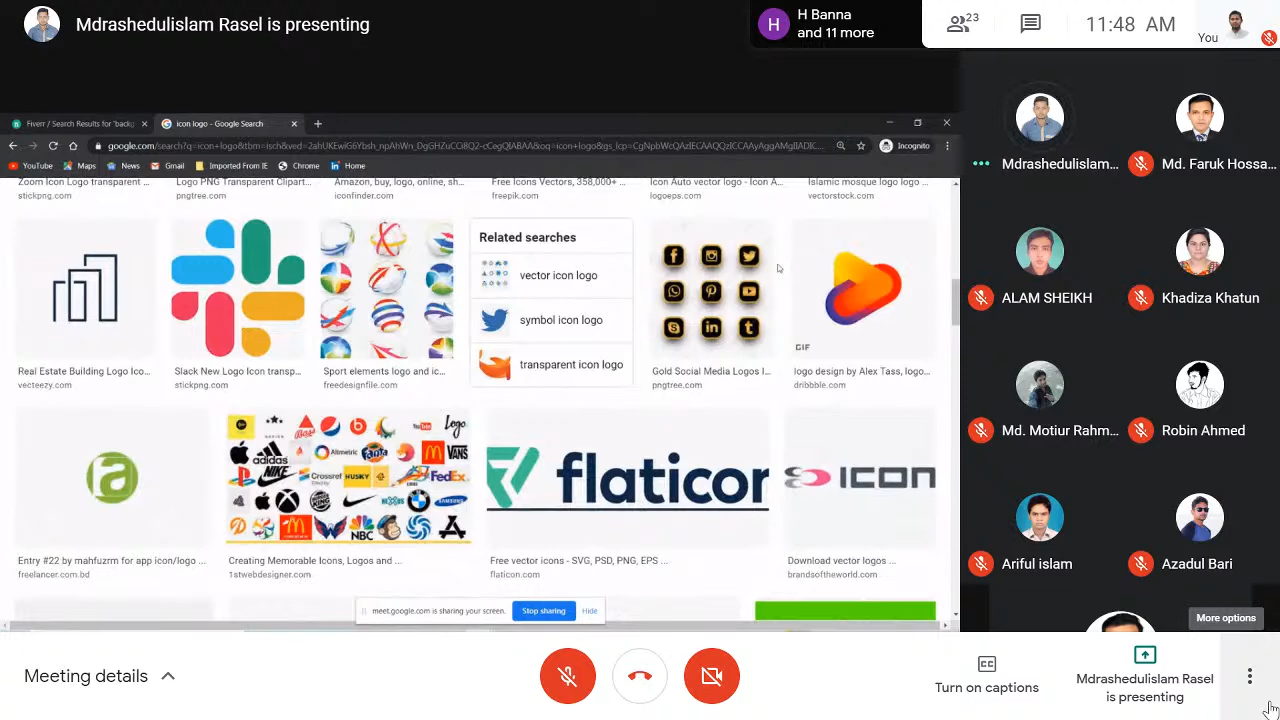 Mdrashedulislam Rasel is presenting
H
H Banna
and 11 more
23
11:48 AM
You
Fiverr / Search Results for 'backg
icon logo - Google Search
Incognito
YouTube
Maps
News
Gmail
Imported From IE
Chrome
Home
Zoom Icon Logo transparent ...
stickpng.com
Logo PNG Transparent Clipart...
pngtree.com
Amazon, buy, logo, online, sh...
iconfinder.com
Free Icons Vectors, 358,000+ ...
freepik.com
Icon Auto vector logo - Icon A...
logoeps.com
Islamic mosque logo logo ...
vectorstock.com
Related searches
vector icon logo
symbol icon logo
transparent icon logo
GIF
Real Estate Building Logo Ico...
vecteezy.com
Slack New Logo Icon transp...
stickpng.com
Sport elements logo and ic...
freedesignfile.com
Gold Social Media Logos I...
pngtree.com
logo design by Alex Tass, logo...
dribbble.com
adidas
Altimetric
Fanta
VANS
Crossref
HUSKY
FedEx
NBC
SAMSUNG
flaticon
ICON
Entry #22 by mahfuzrm for app icon/logo ...
freelancer.com.bd
Creating Memorable Icons, Logos and ...
1stwebdesigner.com
Free vector icons - SVG, PSD, PNG, EPS ...
flaticon.com
Download vector logos ...
brandsoftheworld.com
meet.google.com is sharing your screen.
Stop sharing
Hide
Mdrashedulislam...
Md. Faruk Hossa...
ALAM SHEIKH
Khadiza Khatun
Md. Motiur Rahm...
Robin Ahmed
Ariful islam
Azadul Bari
More options
Meeting details
Turn on captions
Mdrashedulislam Rasel
is presenting